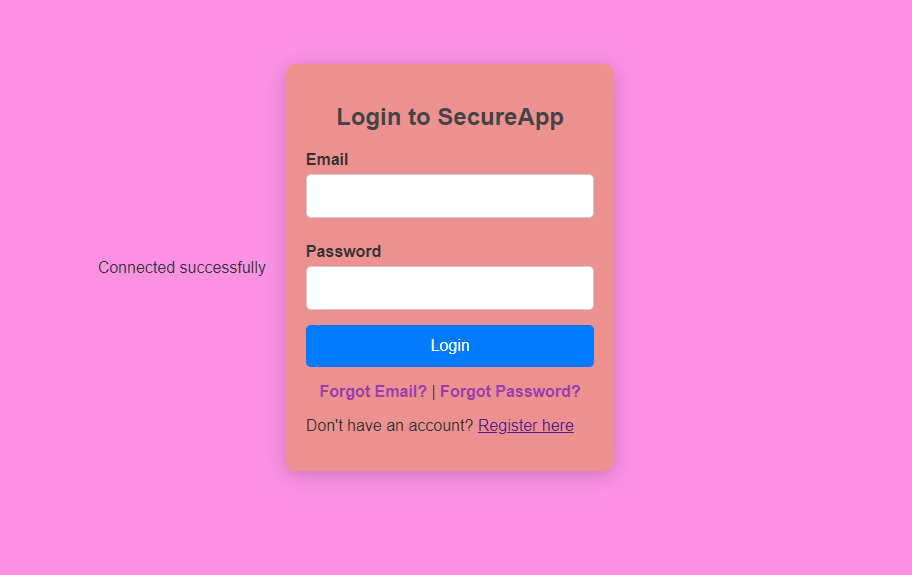 Login to SecureApp
Email
Password
Connected successfully
Login
Forgot Email? | Forgot Password?
Don't have an account? Register here